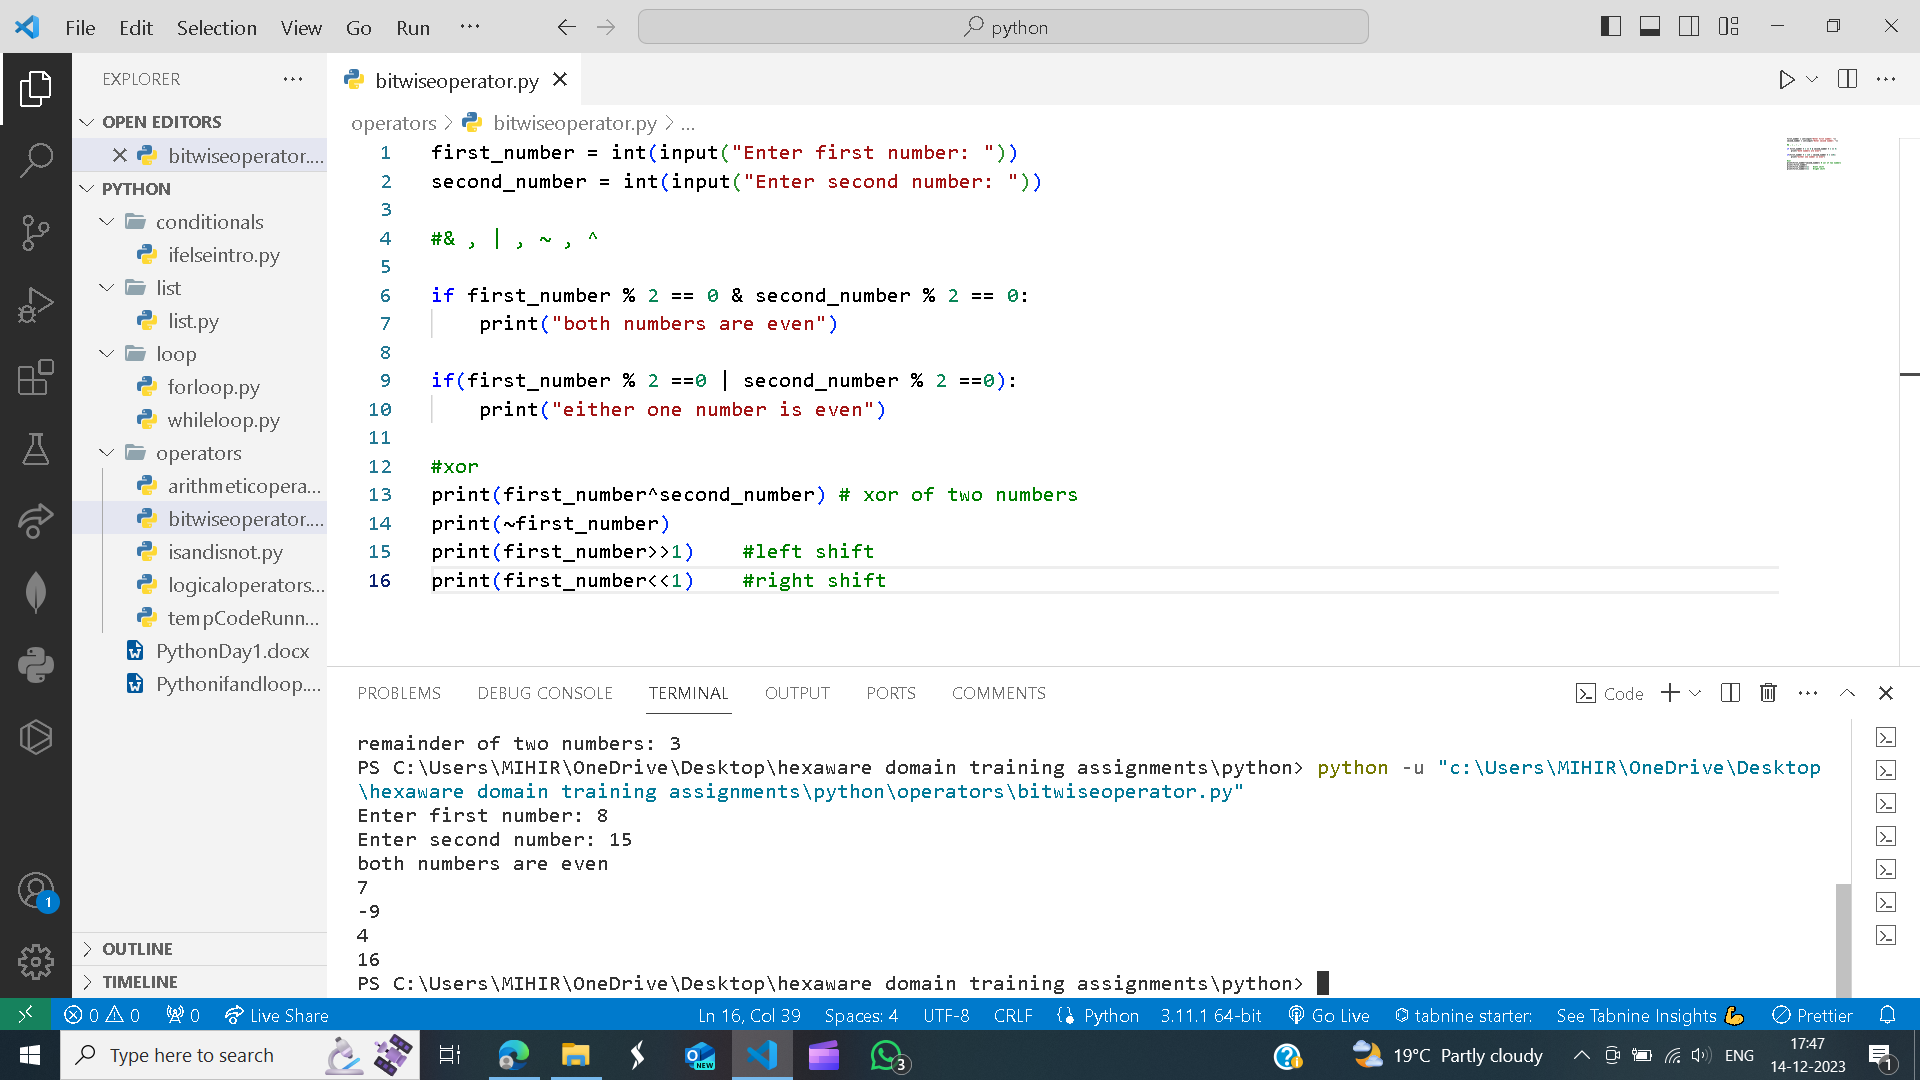 File Edit Selection View Go Run ···
python
EXPLORER ···
OPEN EDITORS
bitwiseoperator....
PYTHON
conditionals
ifelseintro.py
list
list.py
loop
forloop.py
whileloop.py
operators
arithmeticopera...
bitwiseoperator....
isandisnot.py
logicaloperators...
tempCodeRunn...
PythonDay1.docx
Pythonifandloop....
OUTLINE
TIMELINE
bitwiseoperator.py
operators > bitwiseoperator.py > ...
1 first_number = int(input("Enter first number: "))
2 second_number = int(input("Enter second number: "))
3
4 #& , | , ~ , ^
5
6 if first_number % 2 == 0 & second_number % 2 == 0:
7     print("both numbers are even")
8
9 if(first_number % 2 ==0 | second_number % 2 ==0):
10     print("either one number is even")
11
12 #xor
13 print(first_number^second_number) # xor of two numbers
14 print(~first_number)
15 print(first_number>>1)    #left shift
16 print(first_number<<1)    #right shift
PROBLEMS DEBUG CONSOLE TERMINAL OUTPUT PORTS COMMENTS
Code
remainder of two numbers: 3
PS C:\Users\MIHIR\OneDrive\Desktop\hexaware domain training assignments\python> python -u "c:\Users\MIHIR\OneDrive\Desktop
\hexaware domain training assignments\python\operators\bitwiseoperator.py"
Enter first number: 8
Enter second number: 15
both numbers are even
7
-9
4
16
PS C:\Users\MIHIR\OneDrive\Desktop\hexaware domain training assignments\python>
1
0 0 0 Live Share Ln 16, Col 39 Spaces: 4 UTF-8 CRLF Python 3.11.1 64-bit Go Live tabnine starter: See Tabnine Insights Prettier
Type here to search
NEW
3
19°C Partly cloudy
ENG
17:47
14-12-2023
1